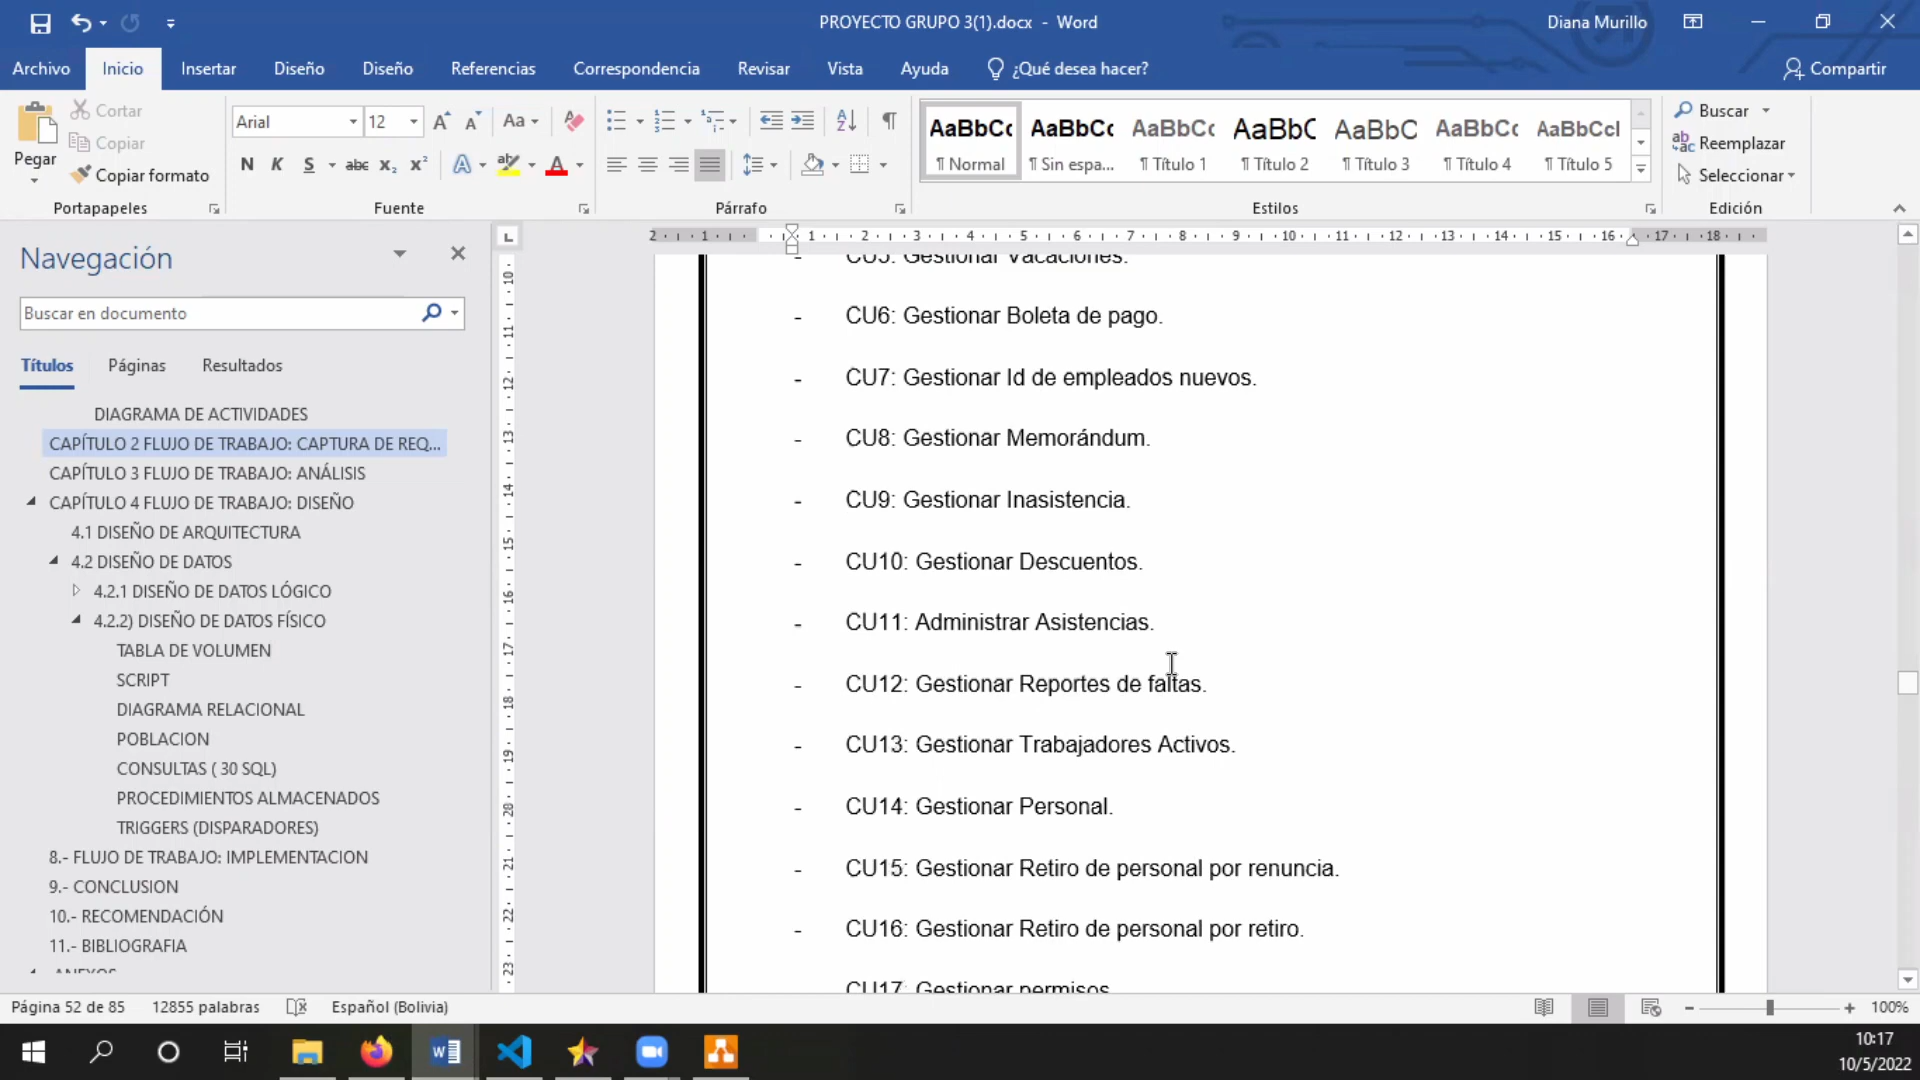 PROYECTO GRUPO 3(1).docx - Word
Diana Murillo
Archivo Inicio Insertar Diseño Diseño Referencias Correspondencia Revisar Vista Ayuda ¿Qué desea hacer? Compartir
Pegar
Cortar
Copiar
Copiar formato
Portapapeles
Arial 12
Fuente
Párrafo
AaBbCc AaBbCc AaBbCc AaBbC AaBbC AaBbCc AaBbCcl
¶ Normal ¶ Sin espa... ¶ Título 1 ¶ Título 2 ¶ Título 3 ¶ Título 4 ¶ Título 5
Estilos
Buscar
Reemplazar
Seleccionar
Edición
Navegación
Buscar en documento
Títulos Páginas Resultados
DIAGRAMA DE ACTIVIDADES
CAPÍTULO 2 FLUJO DE TRABAJO: CAPTURA DE REQ...
CAPÍTULO 3 FLUJO DE TRABAJO: ANÁLISIS
CAPÍTULO 4 FLUJO DE TRABAJO: DISEÑO
4.1 DISEÑO DE ARQUITECTURA
4.2 DISEÑO DE DATOS
4.2.1 DISEÑO DE DATOS LÓGICO
4.2.2) DISEÑO DE DATOS FÍSICO
TABLA DE VOLUMEN
SCRIPT
DIAGRAMA RELACIONAL
POBLACION
CONSULTAS ( 30 SQL)
PROCEDIMIENTOS ALMACENADOS
TRIGGERS (DISPARADORES)
8.- FLUJO DE TRABAJO: IMPLEMENTACION
9.- CONCLUSION
10.- RECOMENDACIÓN
11.- BIBLIOGRAFIA
ANEXOS
- CU5: Gestionar Vacaciones.
- CU6: Gestionar Boleta de pago.
- CU7: Gestionar Id de empleados nuevos.
- CU8: Gestionar Memorándum.
- CU9: Gestionar Inasistencia.
- CU10: Gestionar Descuentos.
- CU11: Administrar Asistencias.
- CU12: Gestionar Reportes de faltas.
- CU13: Gestionar Trabajadores Activos.
- CU14: Gestionar Personal.
- CU15: Gestionar Retiro de personal por renuncia.
- CU16: Gestionar Retiro de personal por retiro.
CU17: Gestionar permisos
Página 52 de 85 12855 palabras Español (Bolivia) 100%
10:17
10/5/2022